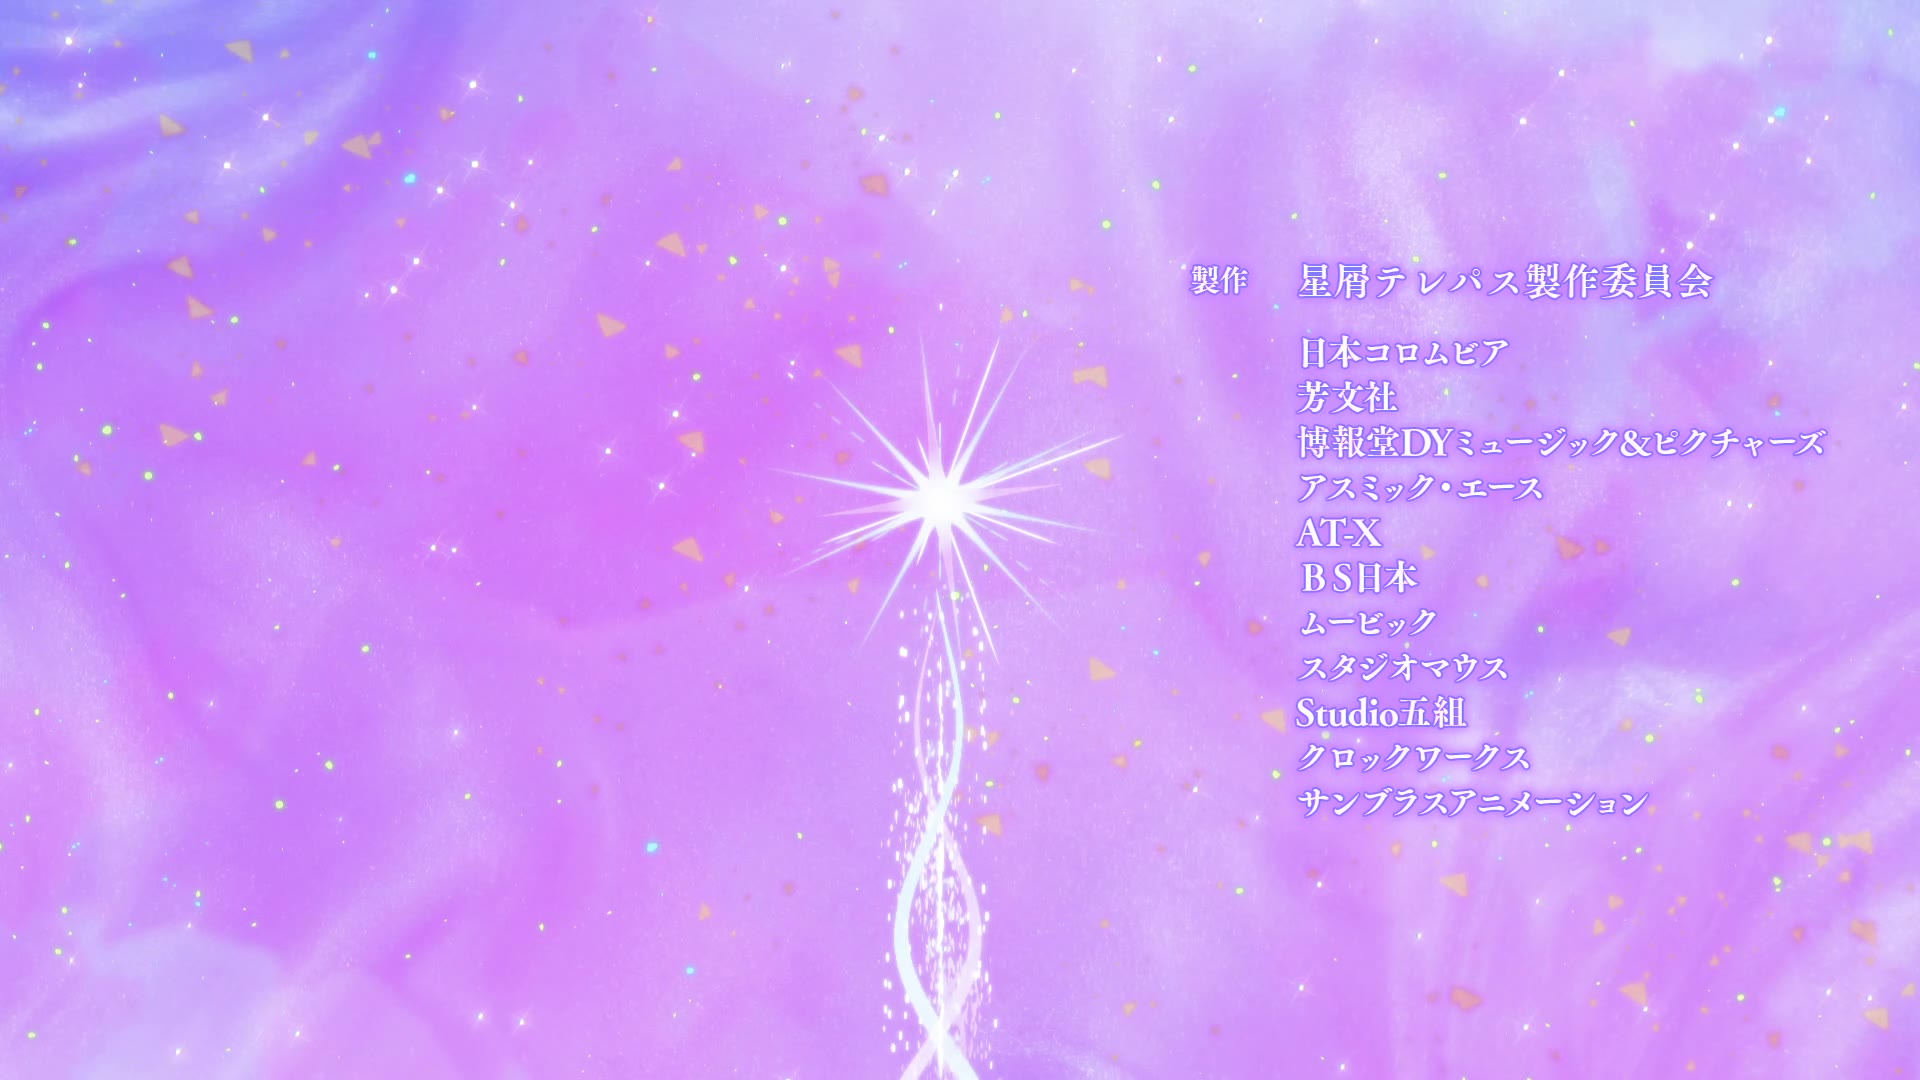 製作 星屑テレパス製作委員会
日本コロムビア
芳文社
博報堂DYミュージック&ピクチャーズ
アスミック・エース
AT-X
ＢＳ日本
ムービック
スタジオマウス
Studio五組
クロックワークス
サンブラスアニメーション